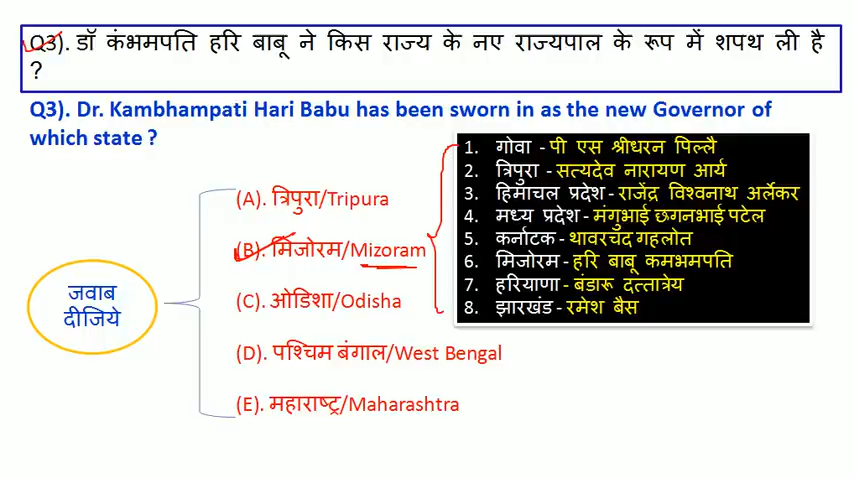 Q3). डॉ कंभमपति हरि बाबू ने किस राज्य के नए राज्यपाल के रूप में शपथ ली है
?
Q3). Dr. Kambhampati Hari Babu has been sworn in as the new Governor of
which state ?
जवाब
दीजिये
(A). त्रिपुरा/Tripura
(B). मिजोरम/Mizoram
(C). ओडिशा/Odisha
(D). पश्चिम बंगाल/West Bengal
(E). महाराष्ट्र/Maharashtra
1. गोवा - पी एस श्रीधरन पिल्लै
2. त्रिपुरा - सत्यदेव नारायण आर्य
3. हिमाचल प्रदेश - राजेंद्र विश्वनाथ अर्लेकर
4. मध्य प्रदेश - मंगुभाई छगनभाई पटेल
5. कर्नाटक - थावरचंद गहलोत
6. मिजोरम - हरि बाबू कमभमपति
7. हरियाणा - बंडारू दत्तात्रेय
8. झारखंड - रमेश बैस